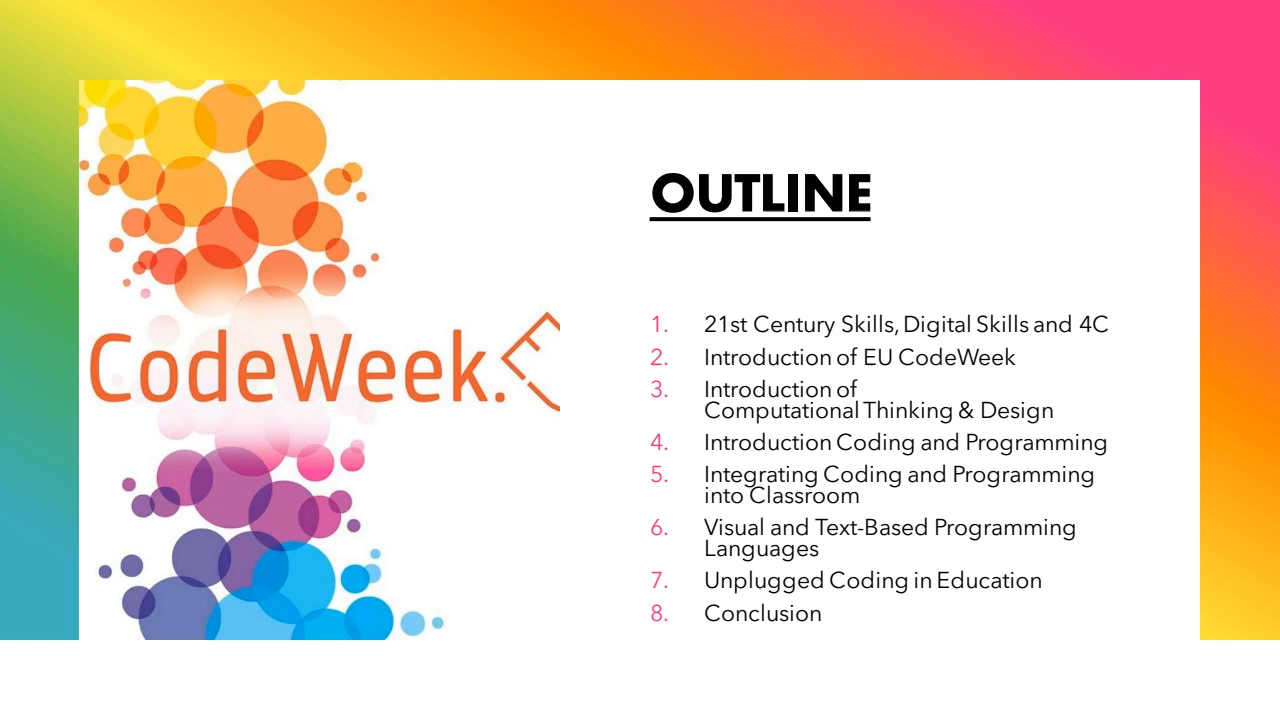 CodeWeek.
OUTLINE
1. 21st Century Skills, Digital Skills and 4C
2. Introduction of EU CodeWeek
3. Introduction of
Computational Thinking & Design
4. Introduction Coding and Programming
5. Integrating Coding and Programming
into Classroom
6. Visual and Text-Based Programming
Languages
7. Unplugged Coding in Education
8. Conclusion